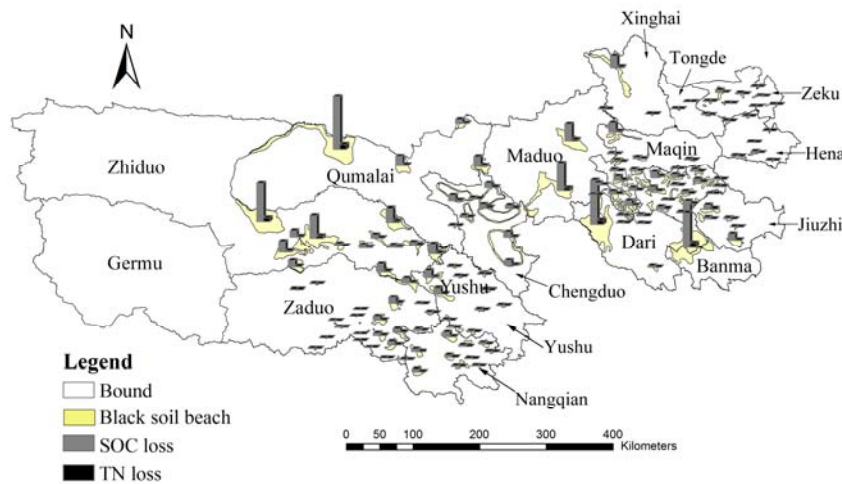 N
Xinghai
Tongde
Zeku
Zhiduo
Qumalai
Maduo
Maqin
Hena
Jiuzhi
Germu
Dari
Banma
Zaduo
Yushu
Chengduo
Yushu
Nangqian
Legend
Bound
Black soil beach
SOC loss
TN loss
0 25 50 100 200 300 400
Kilometers